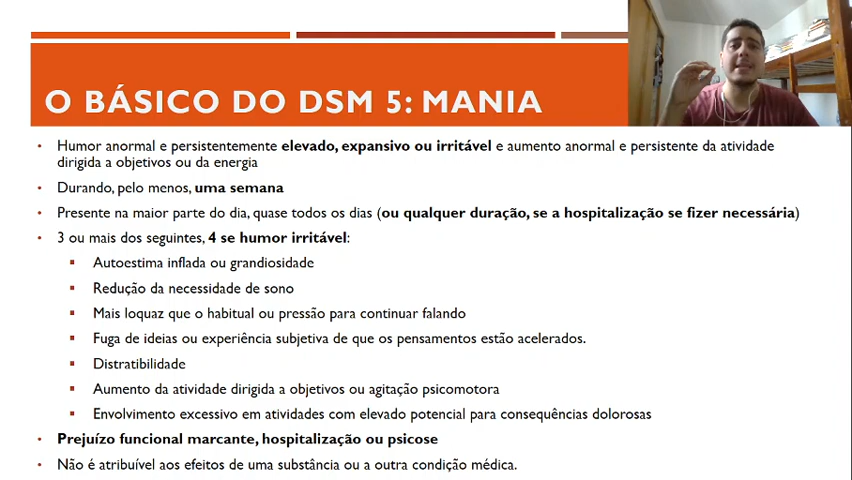 O BÁSICO DO DSM 5: MANIA
• Humor anormal e persistentemente elevado, expansivo ou irritável e aumento anormal e persistente da atividade
dirigida a objetivos ou da energia
• Durando, pelo menos, uma semana
• Presente na maior parte do dia, quase todos os dias (ou qualquer duração, se a hospitalização se fizer necessária)
• 3 ou mais dos seguintes, 4 se humor irritável:
▪ Autoestima inflada ou grandiosidade
▪ Redução da necessidade de sono
▪ Mais loquaz que o habitual ou pressão para continuar falando
▪ Fuga de ideias ou experiência subjetiva de que os pensamentos estão acelerados.
▪ Distratibilidade
▪ Aumento da atividade dirigida a objetivos ou agitação psicomotora
▪ Envolvimento excessivo em atividades com elevado potencial para consequências dolorosas
• Prejuízo funcional marcante, hospitalização ou psicose
• Não é atribuível aos efeitos de uma substância ou a outra condição médica.